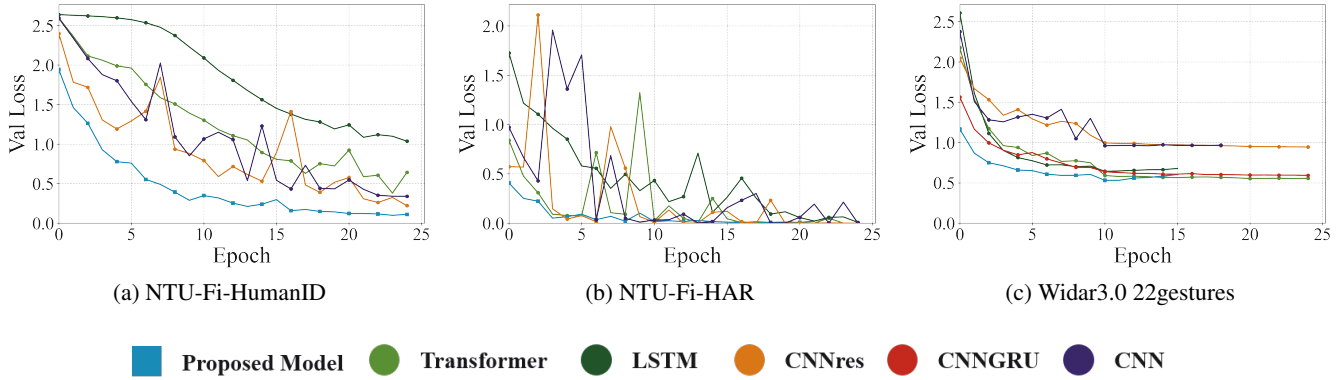 Val Loss
2.5
2.0
1.5
1.0
0.5
0.0
0 5 10 15 20 25
Epoch
(a) NTU-Fi-HumanID
Val Loss
2.0
1.5
1.0
0.5
0.0
0 5 10 15 20 25
Epoch
(b) NTU-Fi-HAR
Val Loss
2.5
2.0
1.5
1.0
0.5
0.0
0 5 10 15 20 25
Epoch
(c) Widar3.0 22gestures
Proposed Model Transformer LSTM CNNres CNNGRU CNN